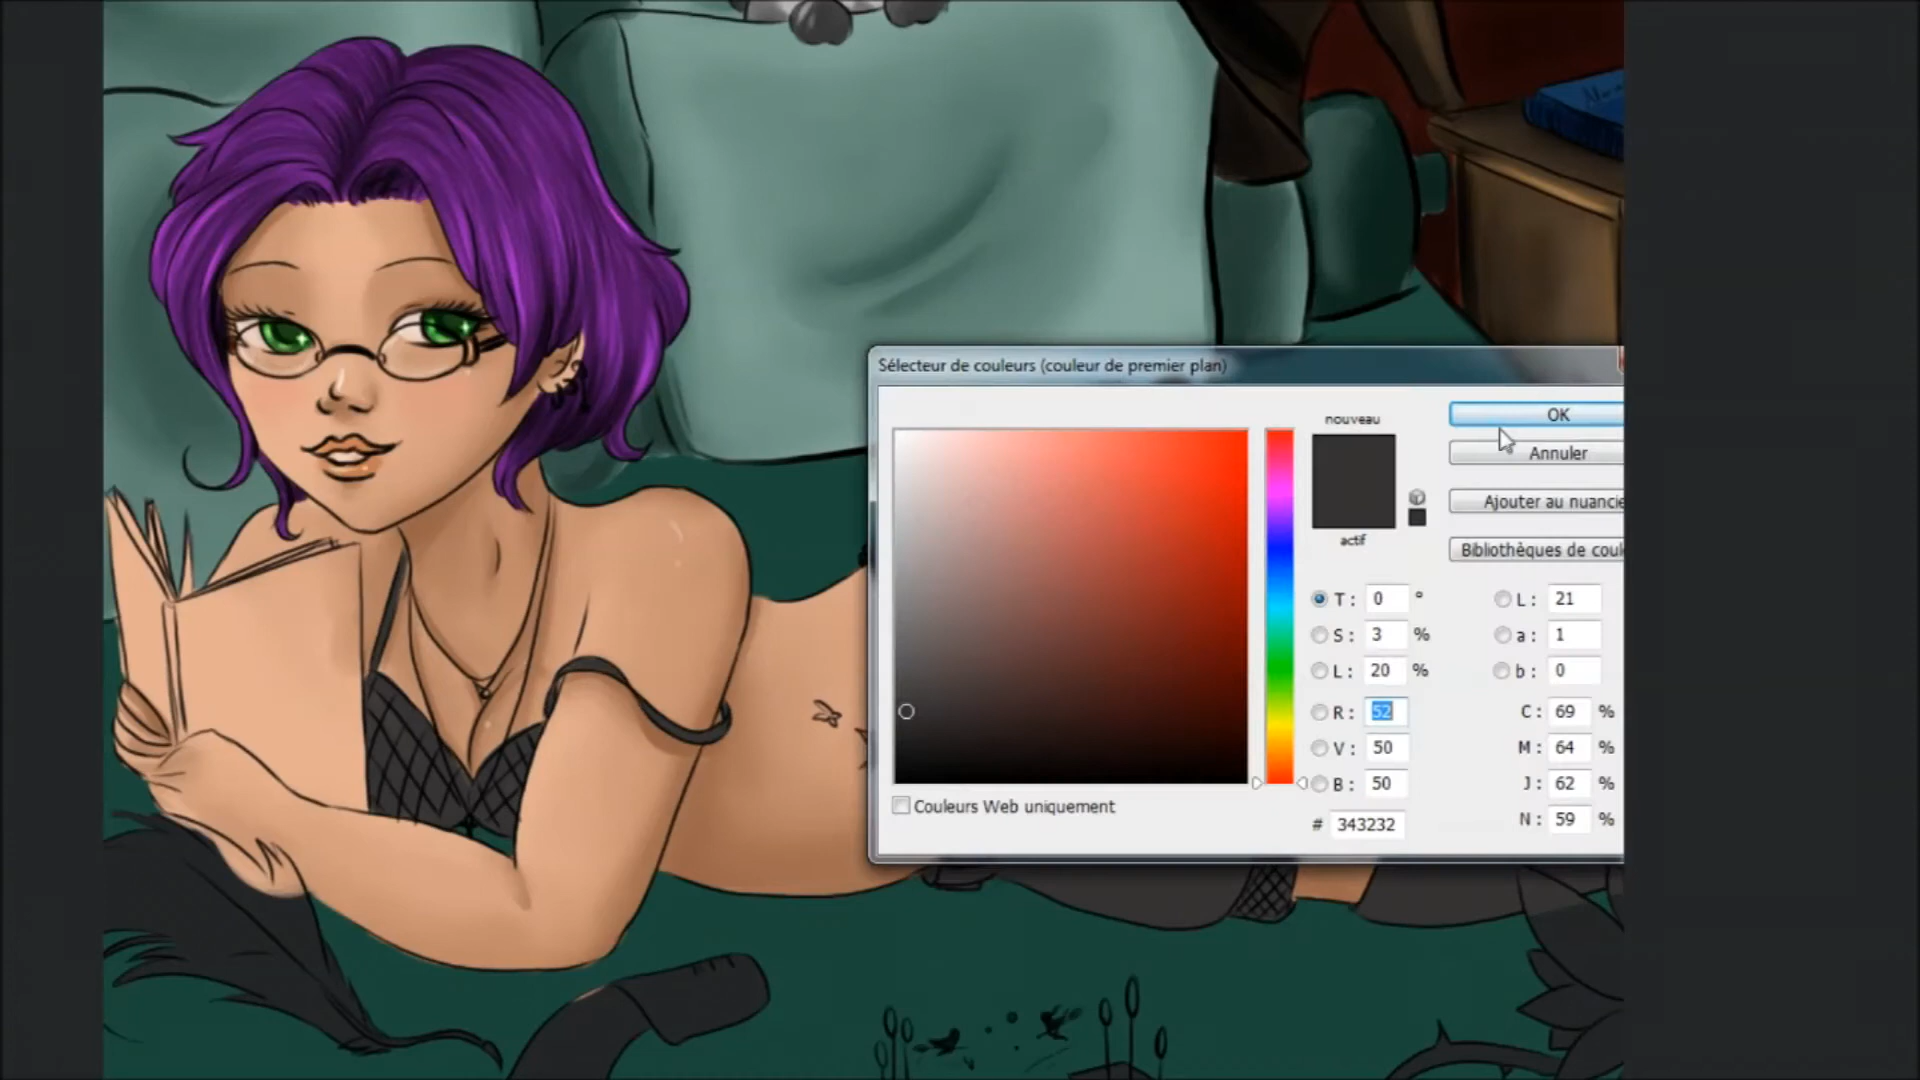 Sélecteur de couleurs (couleur de premier plan)
nouveau
OK
Annuler
Ajouter au nuancie
actif
Bibliothèques de coul
T : 0 °
L : 21
S : 3 %
a : 1
L : 20 %
b : 0
R : 52
C : 69 %
V : 50
M : 64 %
B : 50
J : 62 %
Couleurs Web uniquement
# 343232
N : 59 %